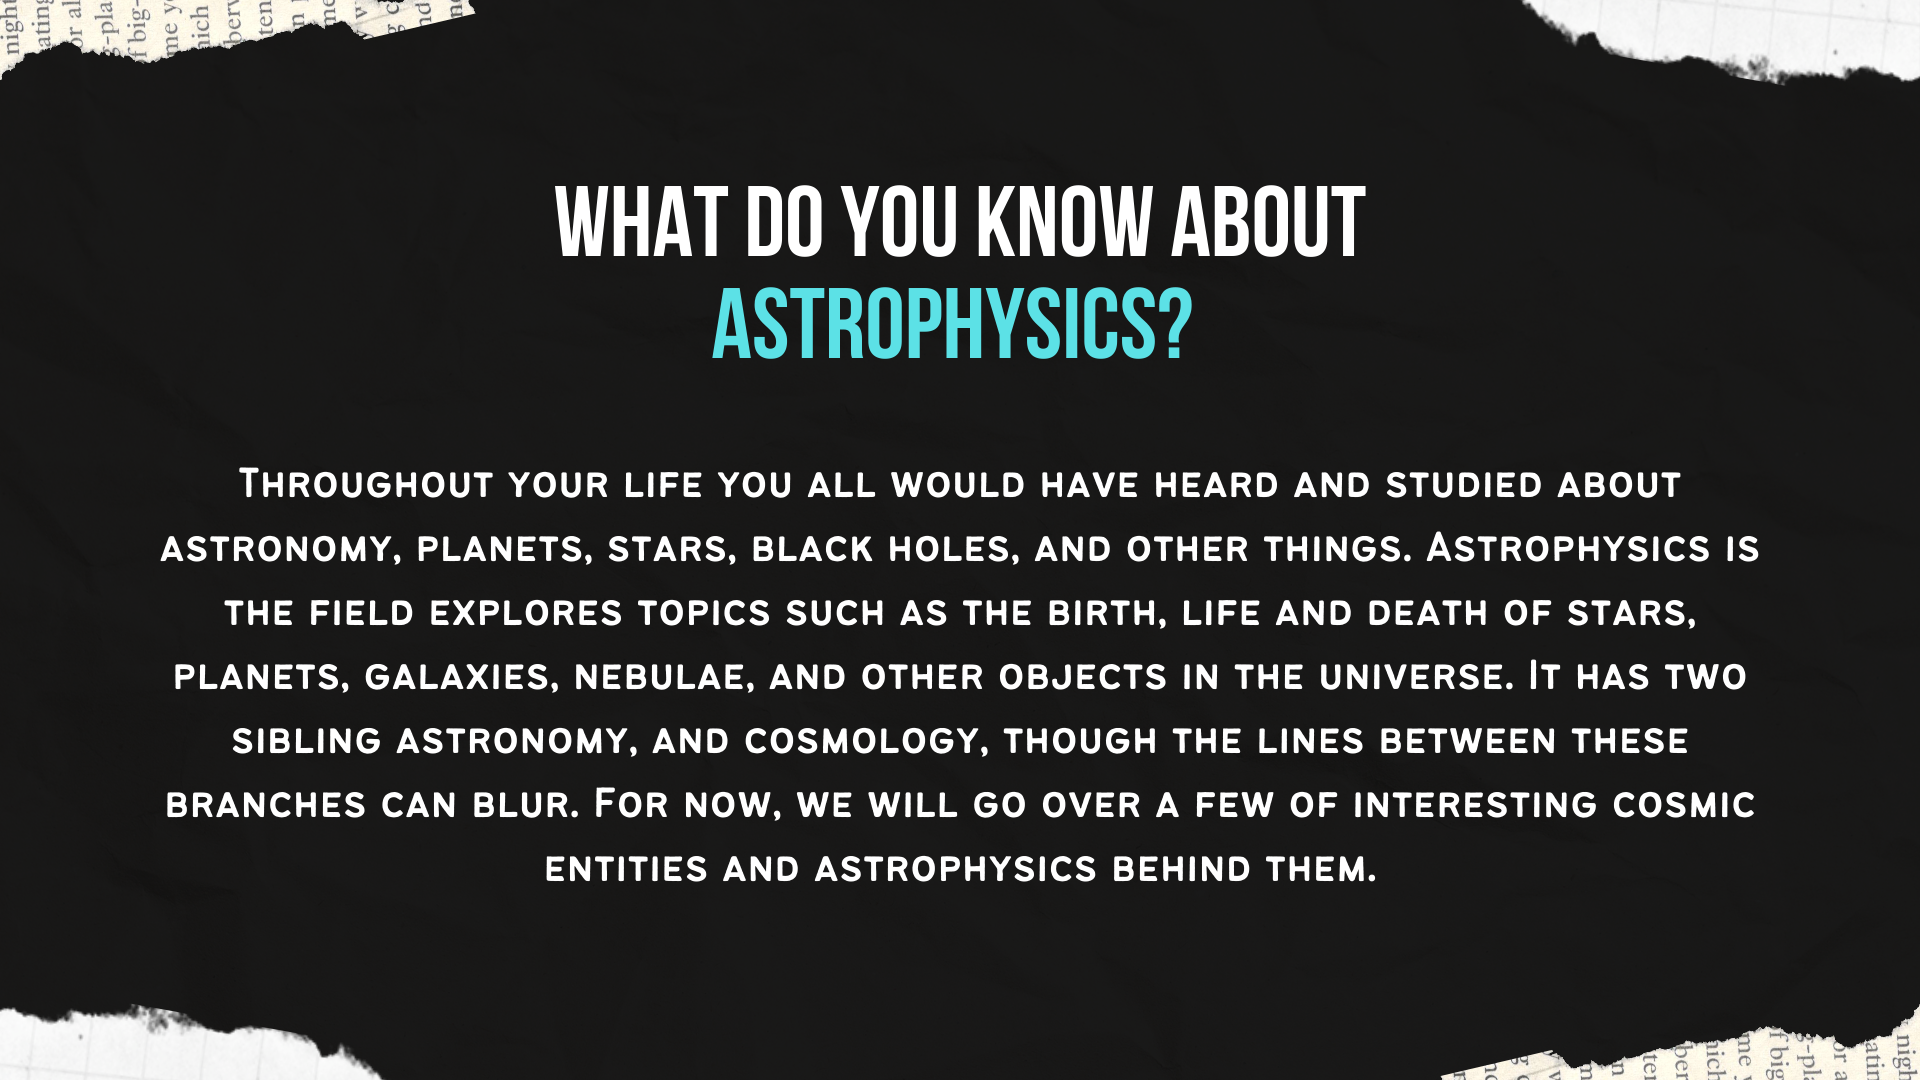 WHAT DO YOU KNOW ABOUT
ASTROPHYSICS?
Throughout your life you all would have heard and studied about
astronomy, planets, stars, black holes, and other things. Astrophysics is
the field explores topics such as the birth, life and death of stars,
planets, galaxies, nebulae, and other objects in the universe. It has two
sibling astronomy, and cosmology, though the lines between these
branches can blur. For now, we will go over a few of interesting cosmic
entities and astrophysics behind them.